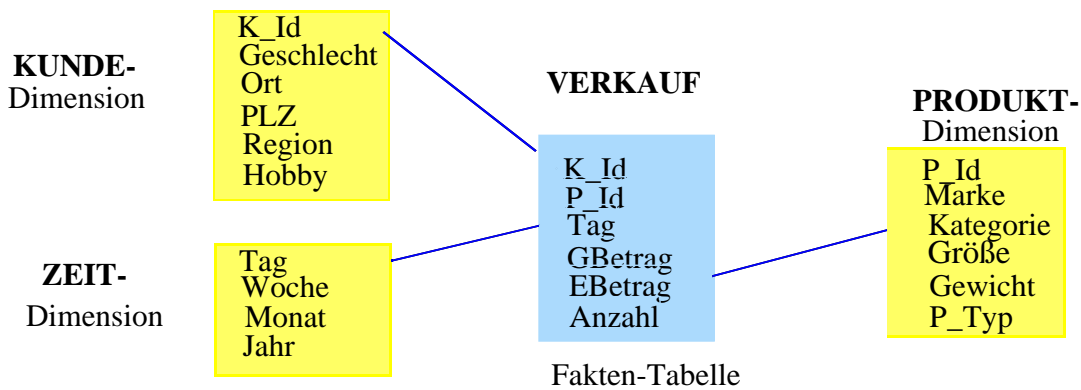 KUNDE-
Dimension
K_Id
Geschlecht
Ort
PLZ
Region
Hobby
ZEIT-
Dimension
Tag
Woche
Monat
Jahr
VERKAUF
K_Id
P_Id
Tag
GBetrag
EBetrag
Anzahl
Fakten-Tabelle
PRODUKT-
Dimension
P_Id
Marke
Kategorie
Größe
Gewicht
P_Typ